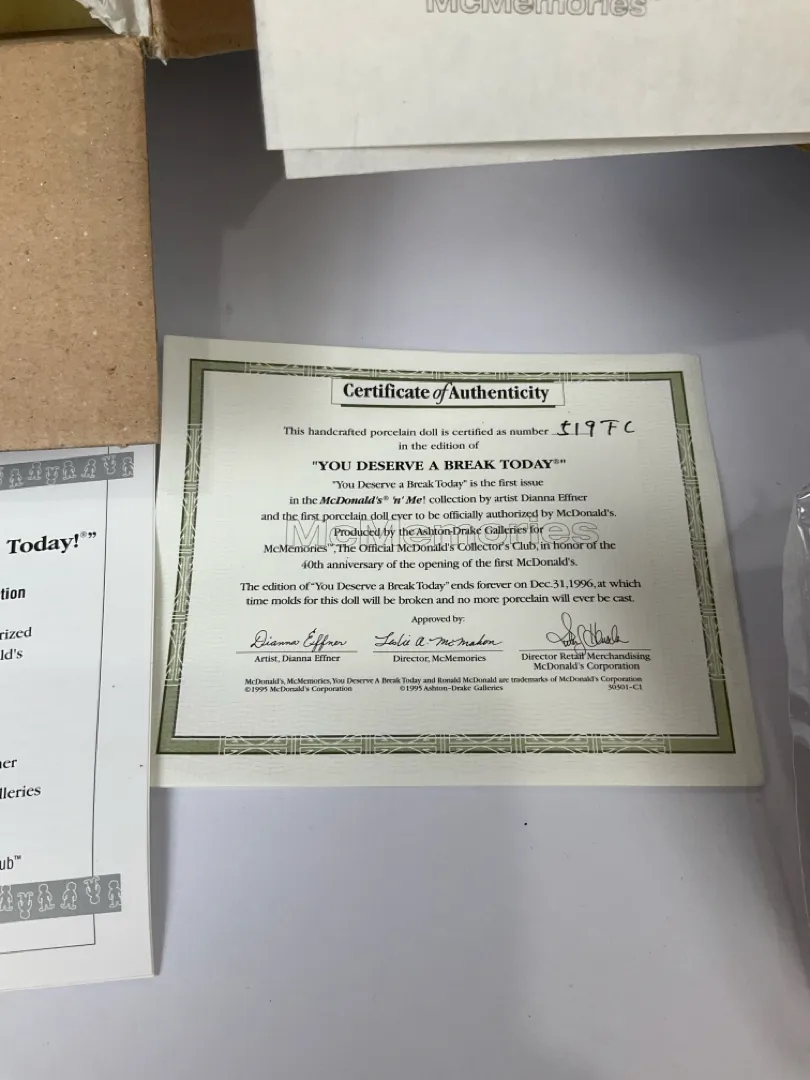 McMemories™
Certificate of Authenticity
This handcrafted porcelain doll is certified as number 519FC
in the edition of
"YOU DESERVE A BREAK TODAY®"
"You Deserve a Break Today" is the first issue
in the McDonald's® 'n' Me! collection by artist Dianna Effner
and the first porcelain doll ever to be officially authorized by McDonald's.
McMemories
Produced by the Ashton-Drake Galleries for
McMemories™, The Official McDonald's Collector's Club, in honor of the
40th anniversary of the opening of the first McDonald's.
The edition of "You Deserve a Break Today" ends forever on Dec.31,1996, at which
time molds for this doll will be broken and no more porcelain will ever be cast.
Approved by:
Dianna Effner Leslie A. McMahon
Artist, Dianna Effner Director, McMemories Director Retail Merchandising
McDonald's Corporation
McDonald's, McMemories, You Deserve A Break Today and Ronald McDonald are trademarks of McDonald's Corporation
©1995 McDonald's Corporation ©1995 Ashton-Drake Galleries 30301-C1
Today!®"
tion
rized
ld's
er
lleries
ub™